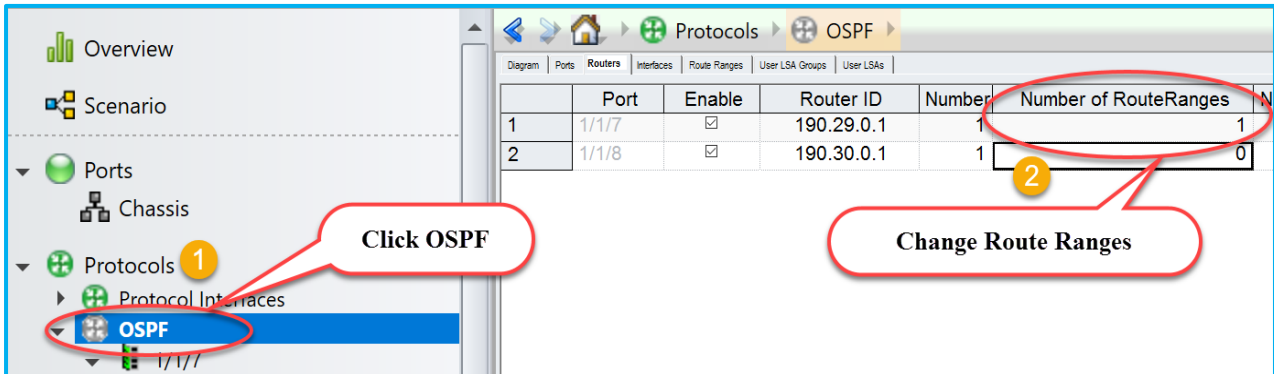 Overview
Scenario
Ports
Chassis
Protocols 1
Protocol Interfaces
OSPF
1/1/7
Click OSPF
Protocols OSPF
Diagram Ports Routers Interfaces Route Ranges User LSA Groups User LSAs
Port Enable Router ID Number Number of RouteRanges N
1 1/1/7 190.29.0.1 1 1
2 1/1/8 190.30.0.1 1 0
2
Change Route Ranges